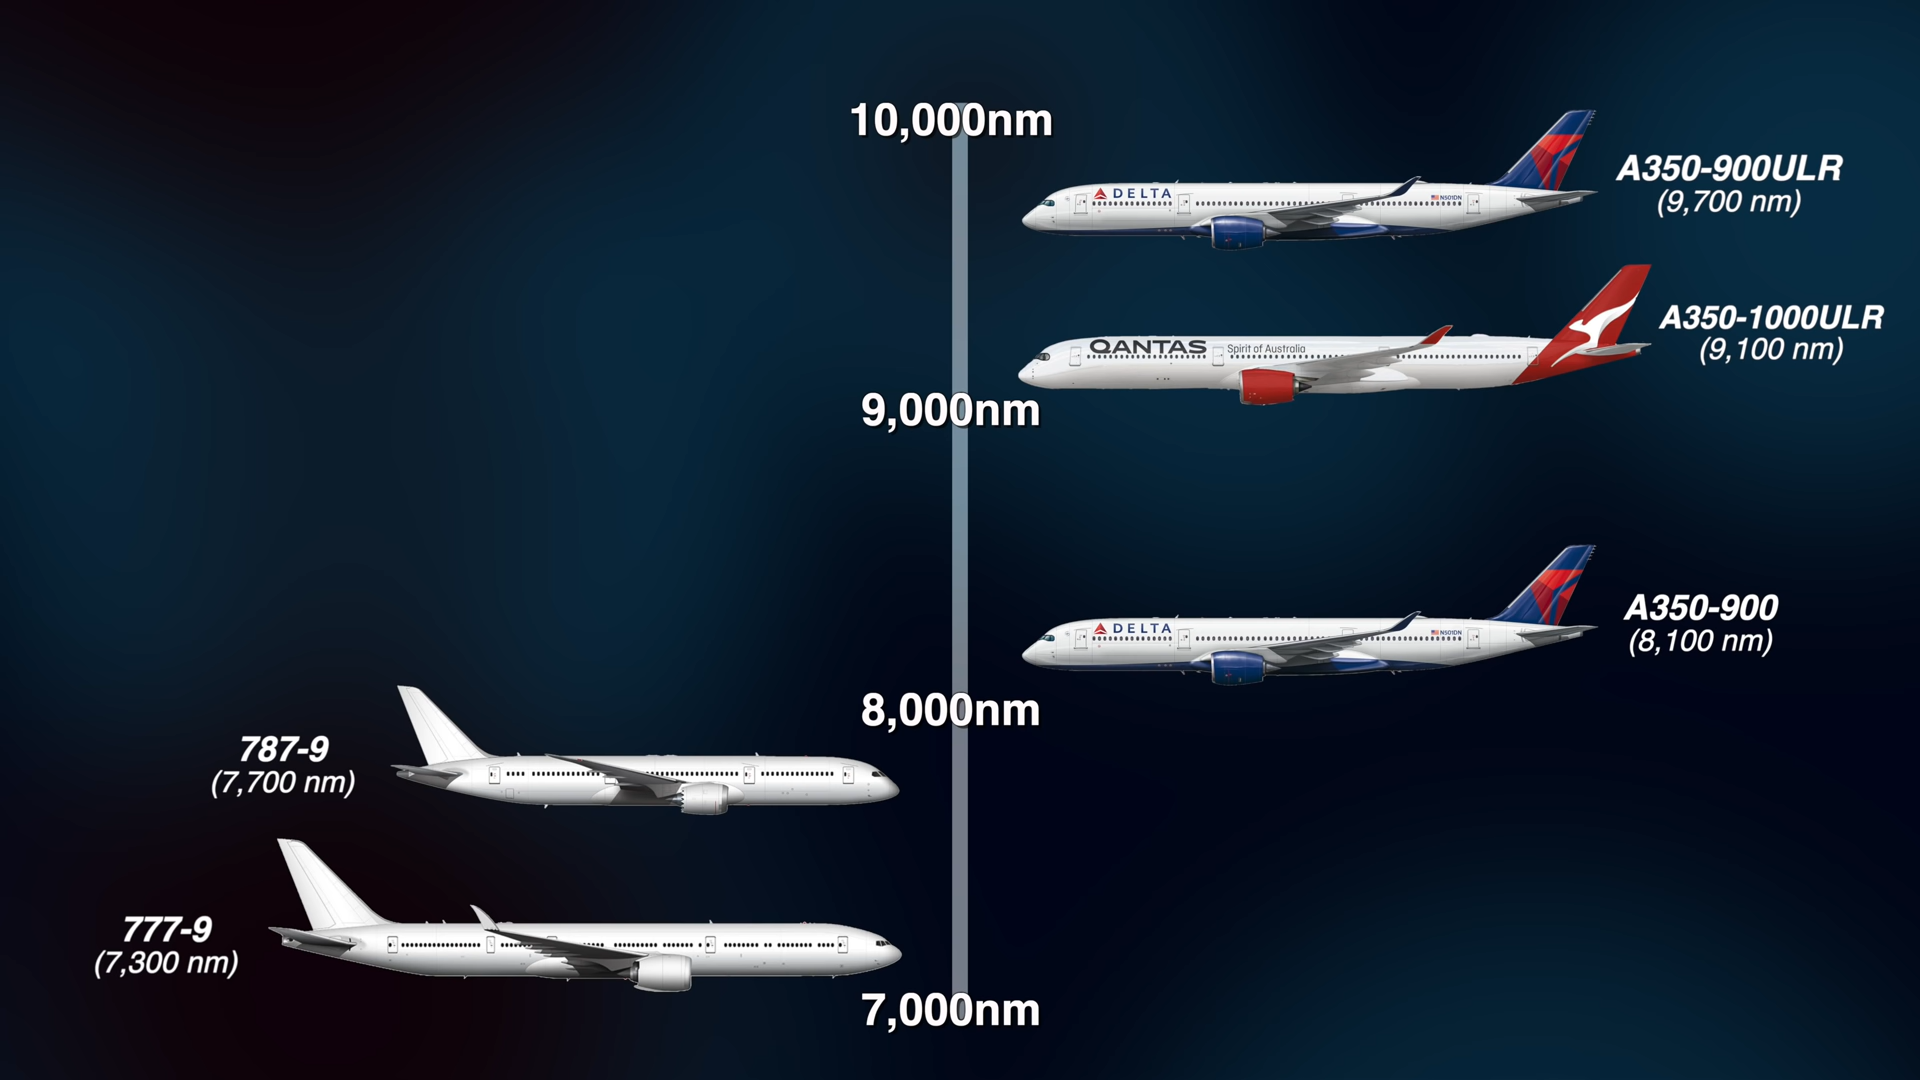 10,000nm
DELTA
N501DN
A350-900ULR
(9,700 nm)
QANTAS Spirit of Australia
A350-1000ULR
(9,100 nm)
9,000nm
DELTA
N501DN
A350-900
(8,100 nm)
8,000nm
787-9
(7,700 nm)
777-9
(7,300 nm)
7,000nm